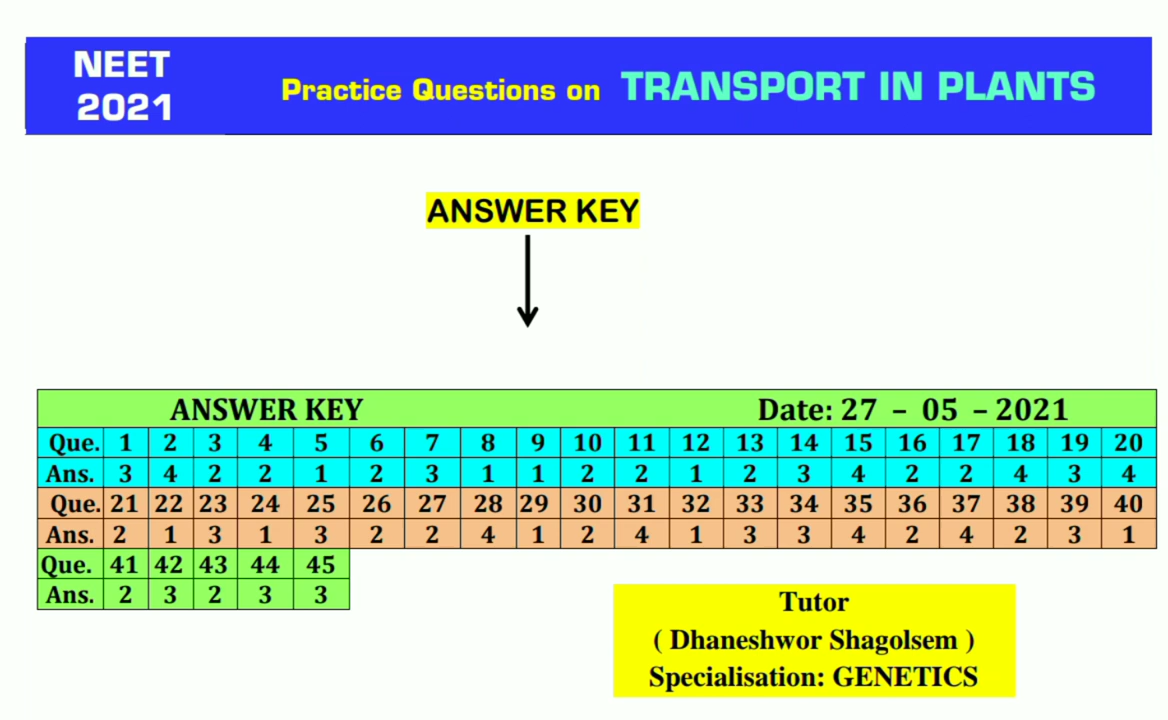 NEET
2021
Practice Questions on TRANSPORT IN PLANTS
ANSWER KEY
ANSWER KEY Date: 27 – 05 – 2021
Que. 1 2 3 4 5 6 7 8 9 10 11 12 13 14 15 16 17 18 19 20
Ans. 3 4 2 2 1 2 3 1 1 2 2 1 2 3 4 2 2 4 3 4
Que. 21 22 23 24 25 26 27 28 29 30 31 32 33 34 35 36 37 38 39 40
Ans. 2 1 3 1 3 2 2 4 1 2 4 1 3 3 4 2 4 2 3 1
Que. 41 42 43 44 45
Ans. 2 3 2 3 3
Tutor
( Dhaneshwor Shagolsem )
Specialisation: GENETICS